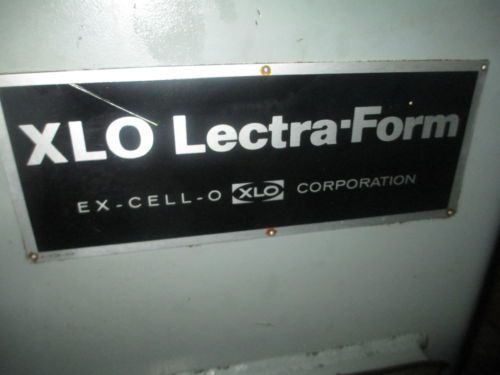 XLO Lectra-Form
EX-CELL-O XLO CORPORATION